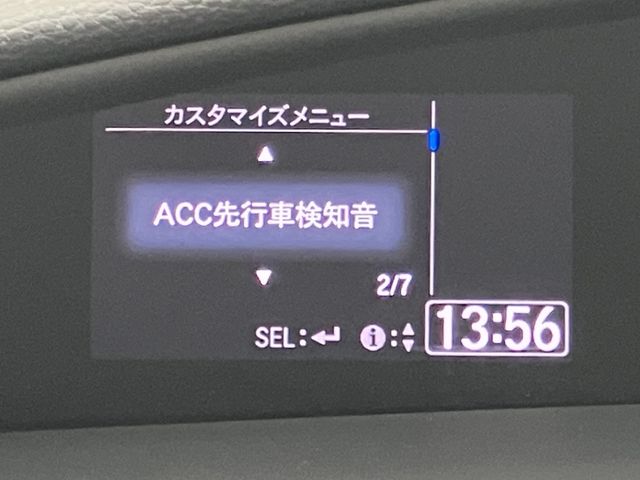 カスタマイズメニュー
▲
ACC先行車検知音
▼
2/7
SEL:↵ i:▲▼ 13:56